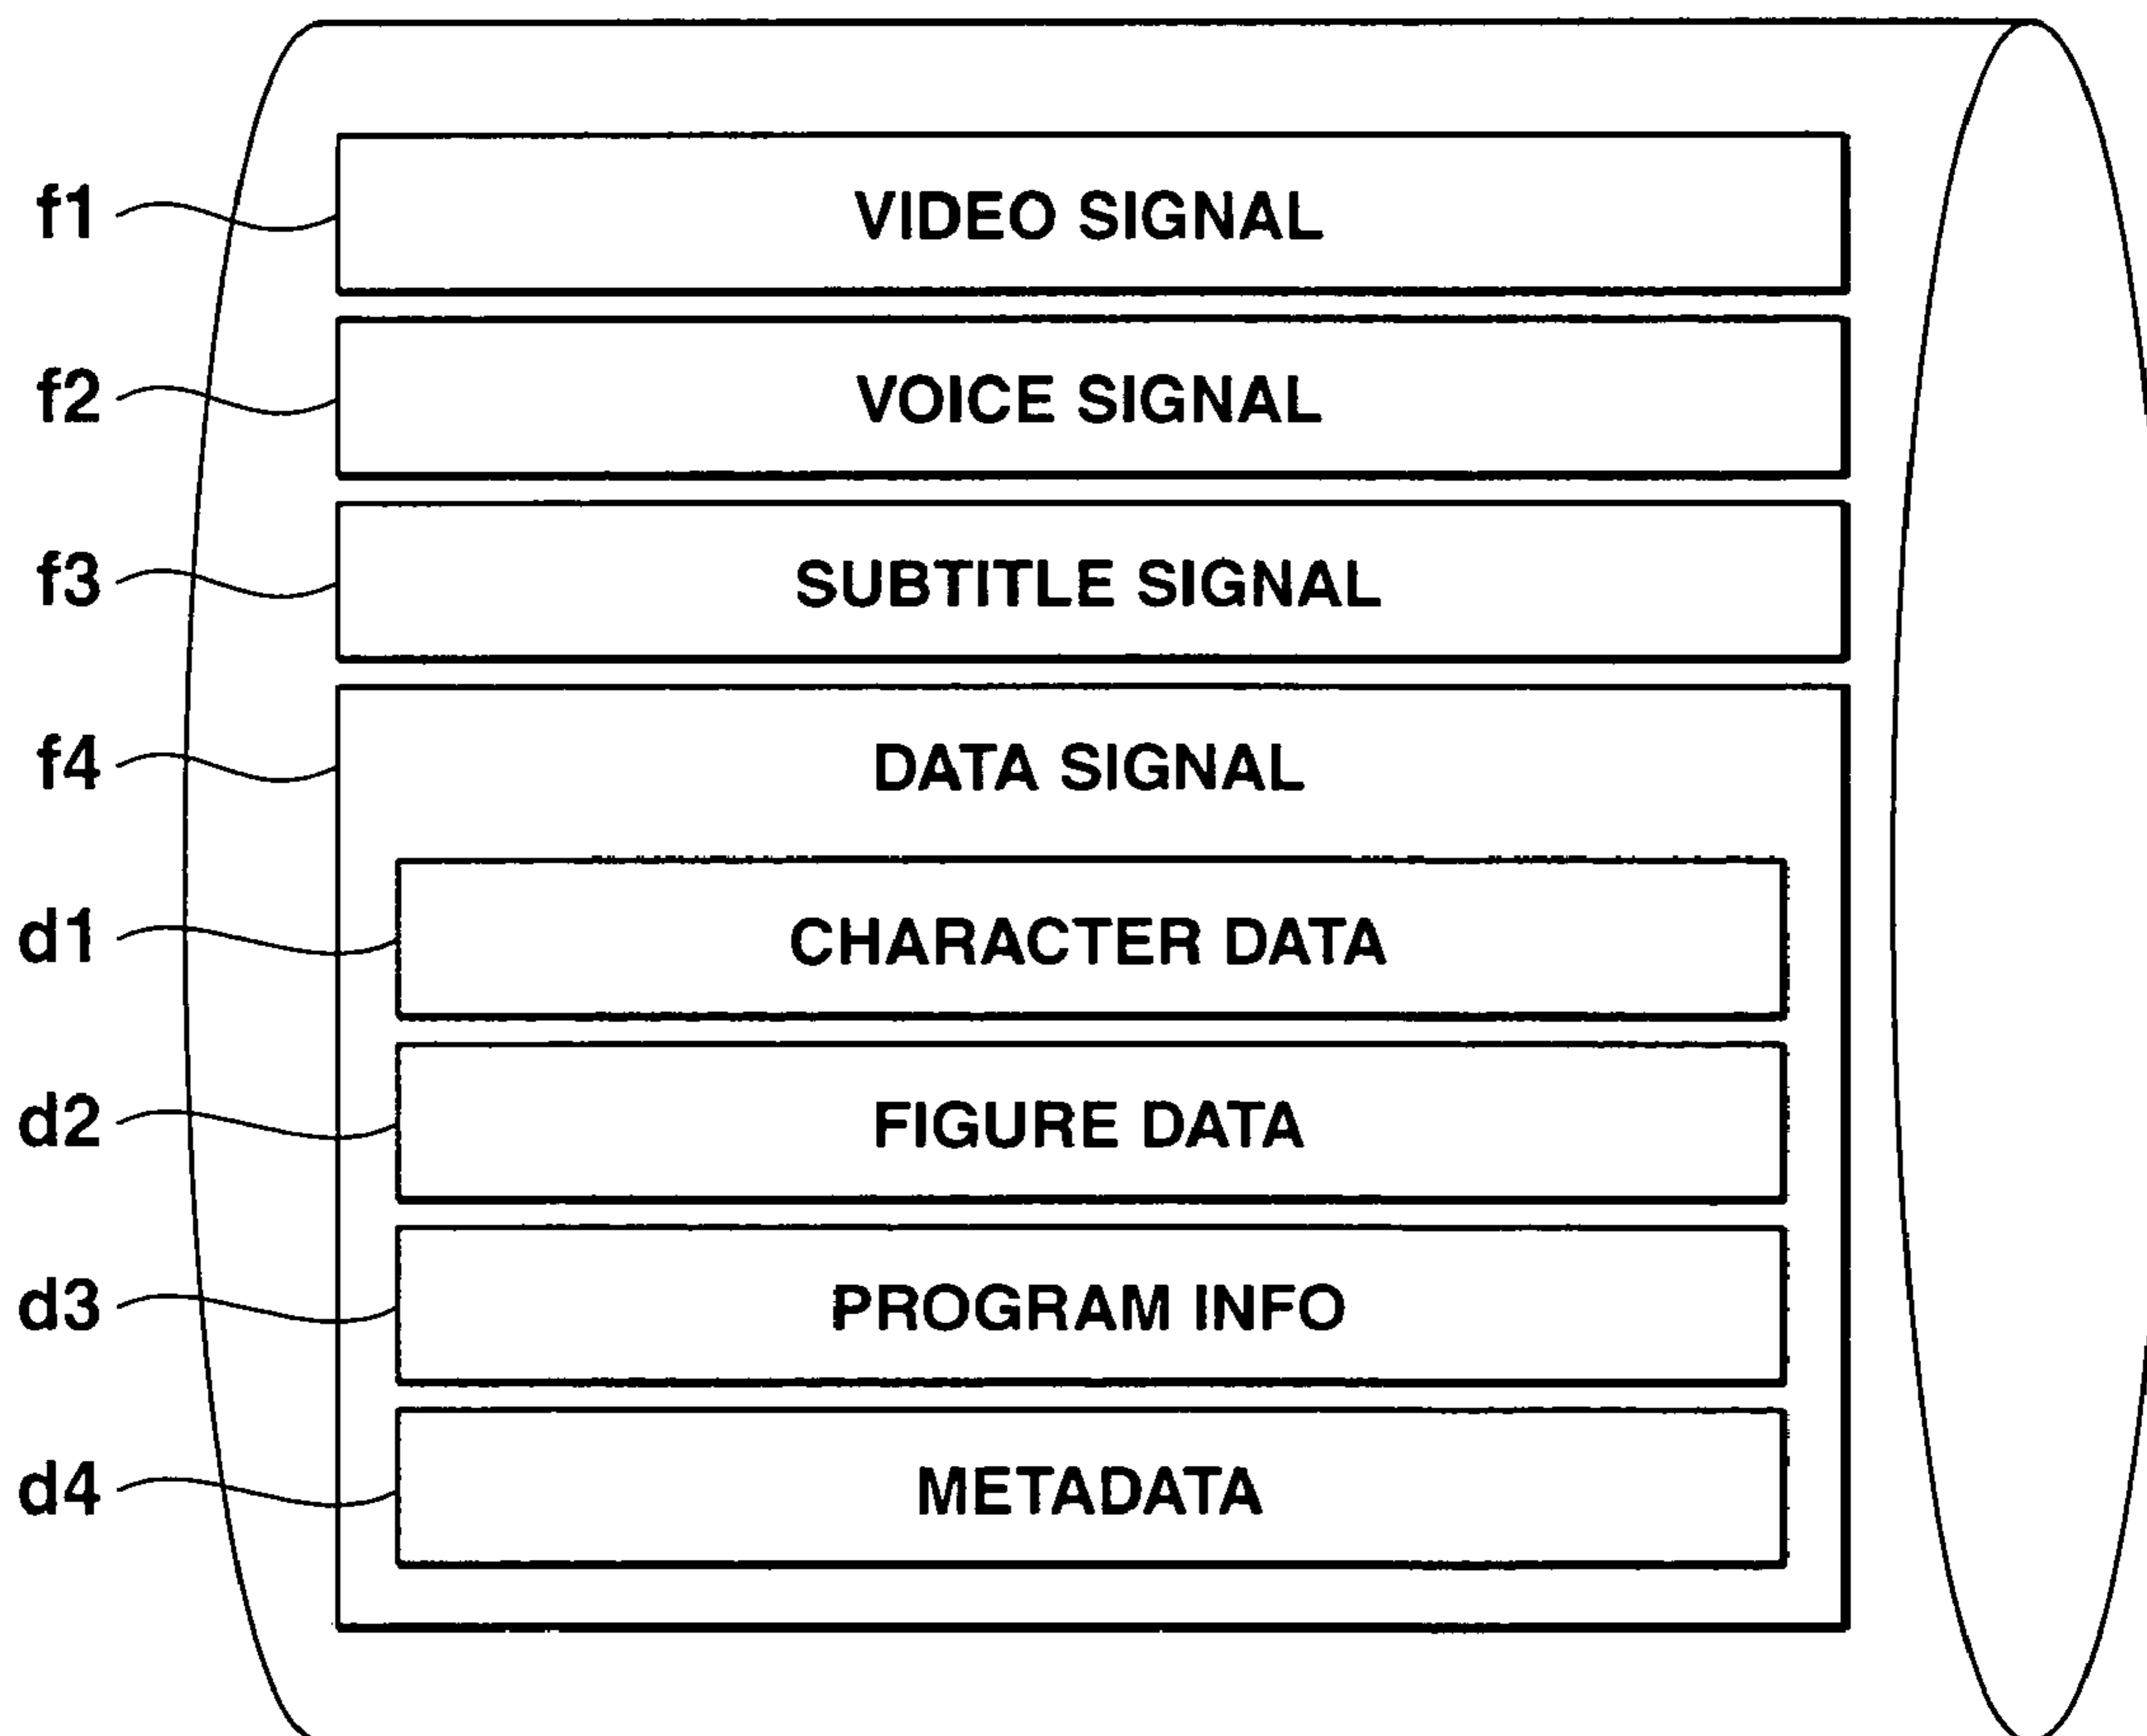 f1 VIDEO SIGNAL
f2 VOICE SIGNAL
f3 SUBTITLE SIGNAL
f4 DATA SIGNAL
d1 CHARACTER DATA
d2 FIGURE DATA
d3 PROGRAM INFO
d4 METADATA